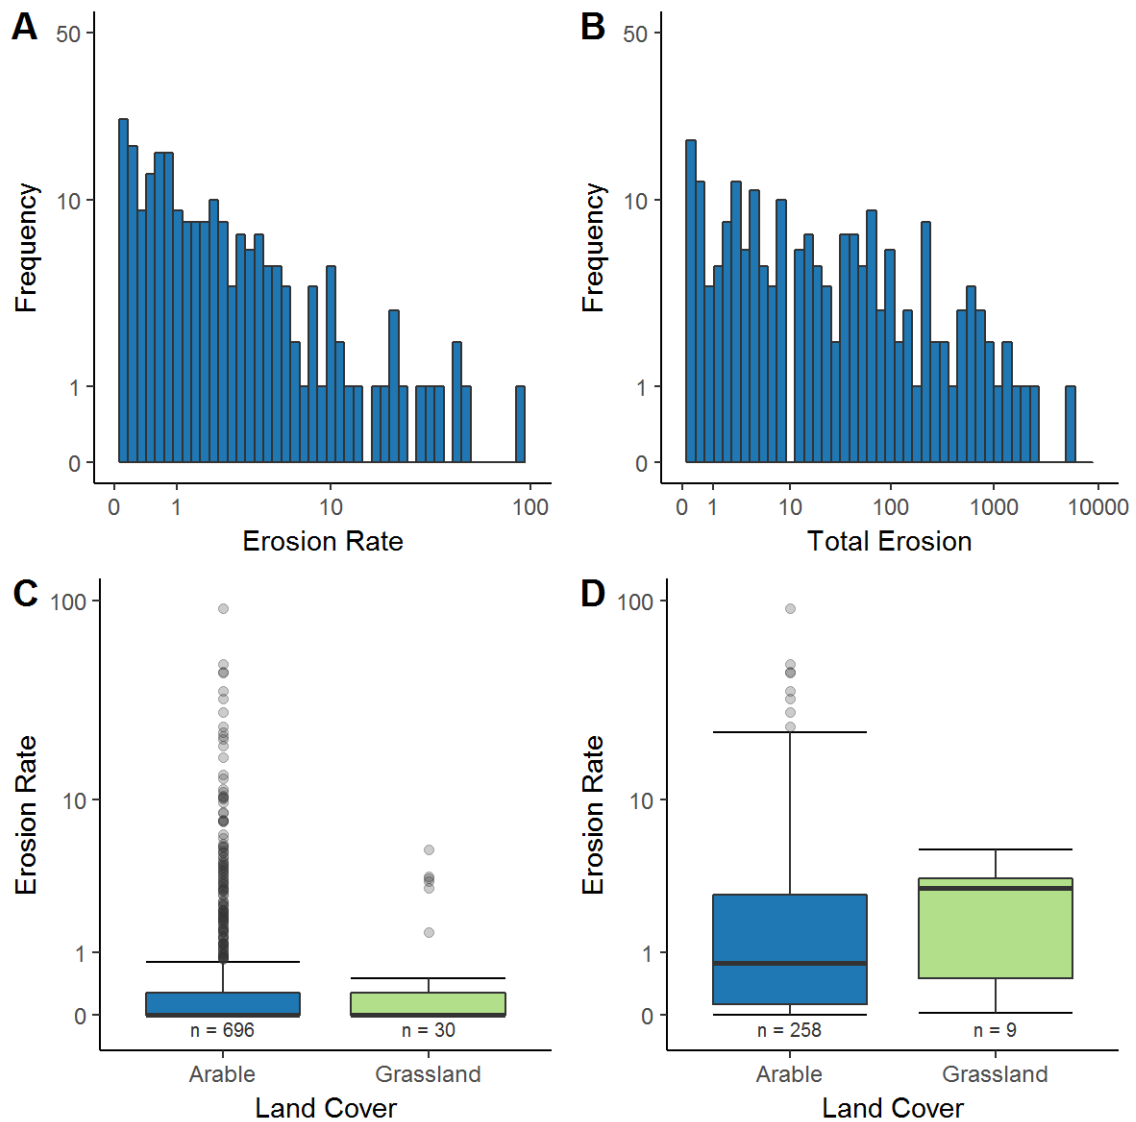 A
50
10
1
0
Frequency
0 1 10 100
Erosion Rate
B
50
10
1
0
Frequency
0 1 10 100 1000 10000
Total Erosion
C
100
10
1
0
Erosion Rate
n = 696 n = 30
Arable Grassland
Land Cover
D
100
10
1
0
Erosion Rate
n = 258 n = 9
Arable Grassland
Land Cover